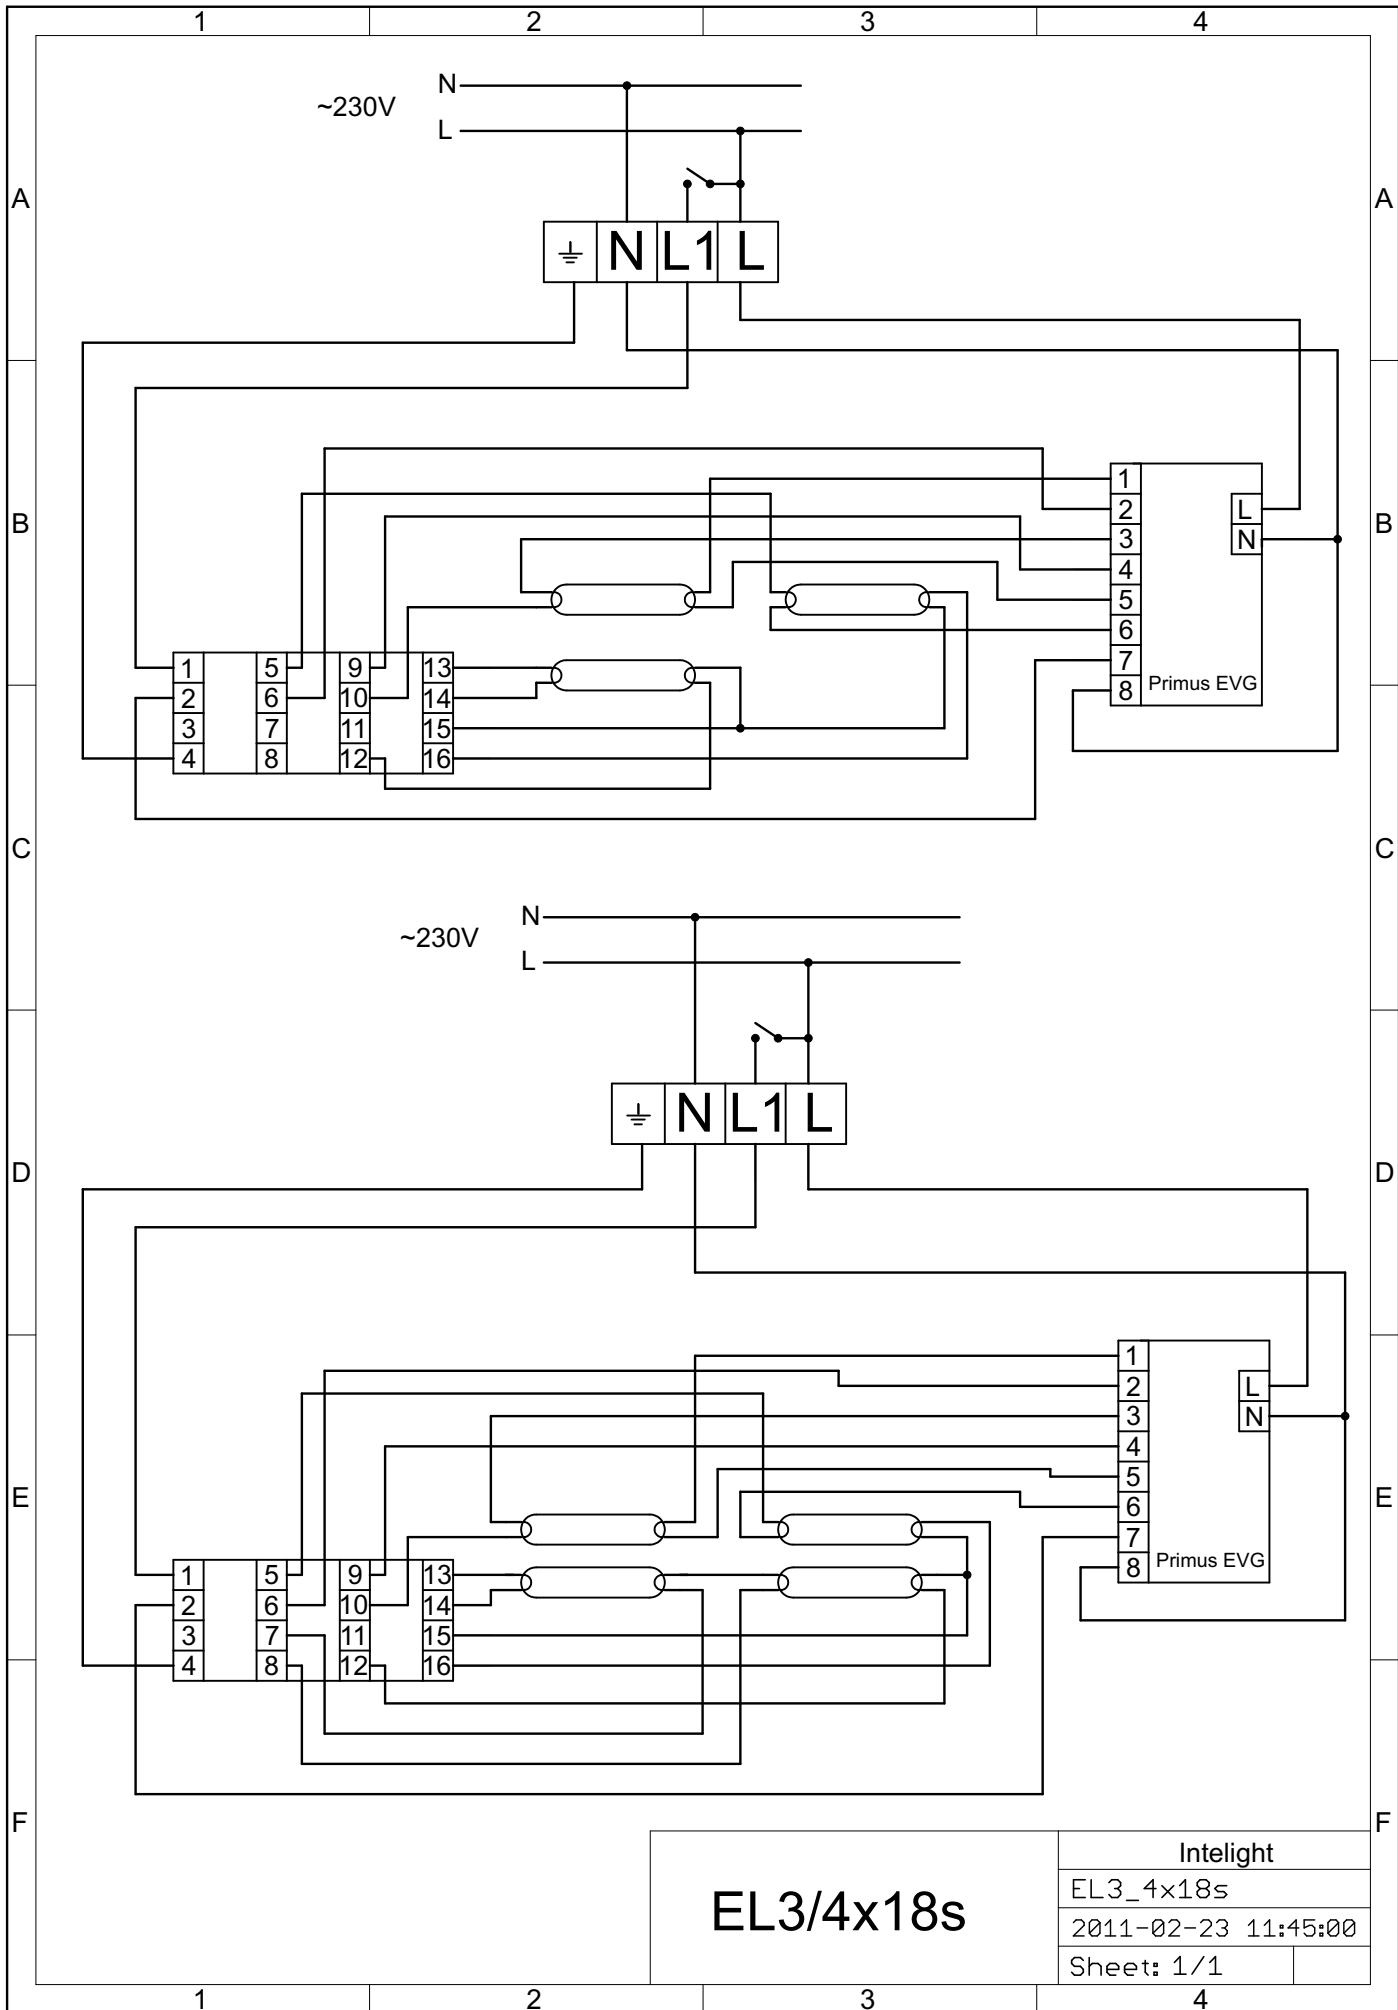 1 2 3 4
N
~230V
L
A A
⏚ N L1 L
1
2 L
B B
3 N
4
5
6
1 5 9 13 7
2 6 10 14 8 Primus EVG
3 7 11 15
4 8 12 16
C C
N
~230V
L
⏚ N L1 L
D D
1
2 L
3 N
4
5
E E
6
7
1 5 9 13 8 Primus EVG
2 6 10 14
3 7 11 15
4 8 12 16
F F
Intelight
EL3_4x18s
EL3/4x18s
2011-02-23 11:45:00
Sheet: 1/1
1 2 3 4